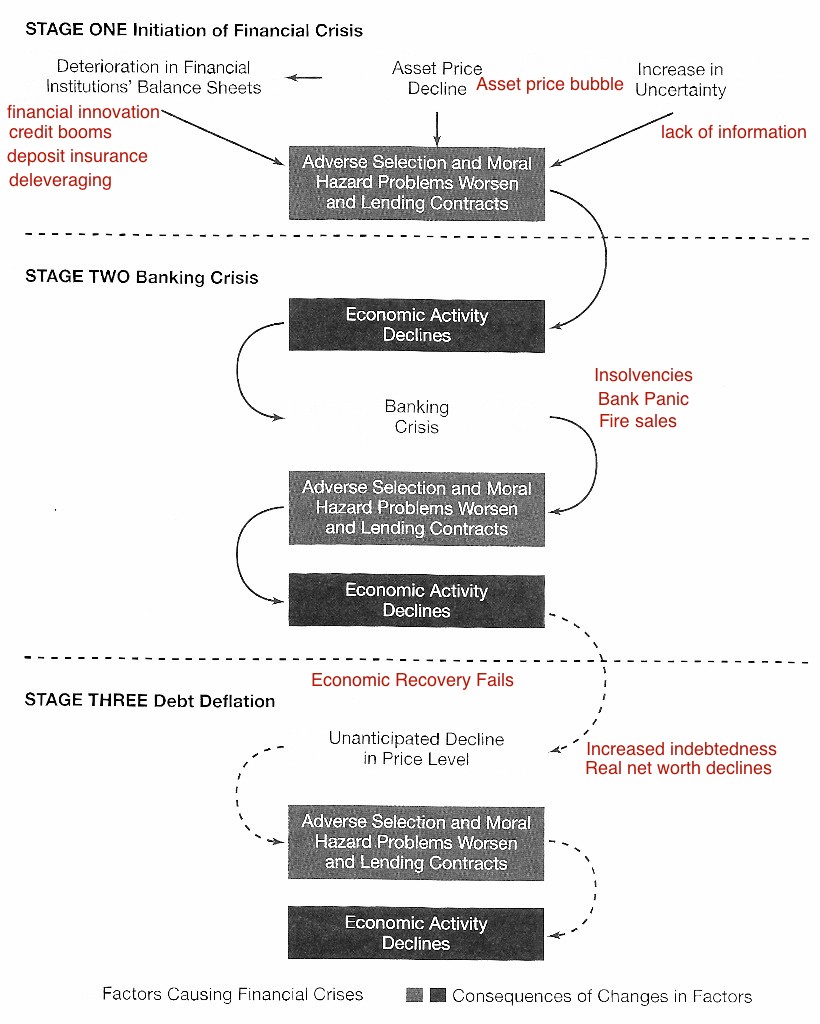 STAGE ONE Initiation of Financial Crisis
Deterioration in Financial
Institutions' Balance Sheets
Asset Price
Decline
Asset price bubble
Increase in
Uncertainty
financial innovation
credit booms
deposit insurance
deleveraging
lack of information
Adverse Selection and Moral
Hazard Problems Worsen
and Lending Contracts
STAGE TWO Banking Crisis
Economic Activity
Declines
Banking
Crisis
Insolvencies
Bank Panic
Fire sales
Adverse Selection and Moral
Hazard Problems Worsen
and Lending Contracts
Economic Activity
Declines
Economic Recovery Fails
STAGE THREE Debt Deflation
Unanticipated Decline
in Price Level
Increased indebtedness
Real net worth declines
Adverse Selection and Moral
Hazard Problems Worsen
and Lending Contracts
Economic Activity
Declines
Factors Causing Financial Crises
Consequences of Changes in Factors